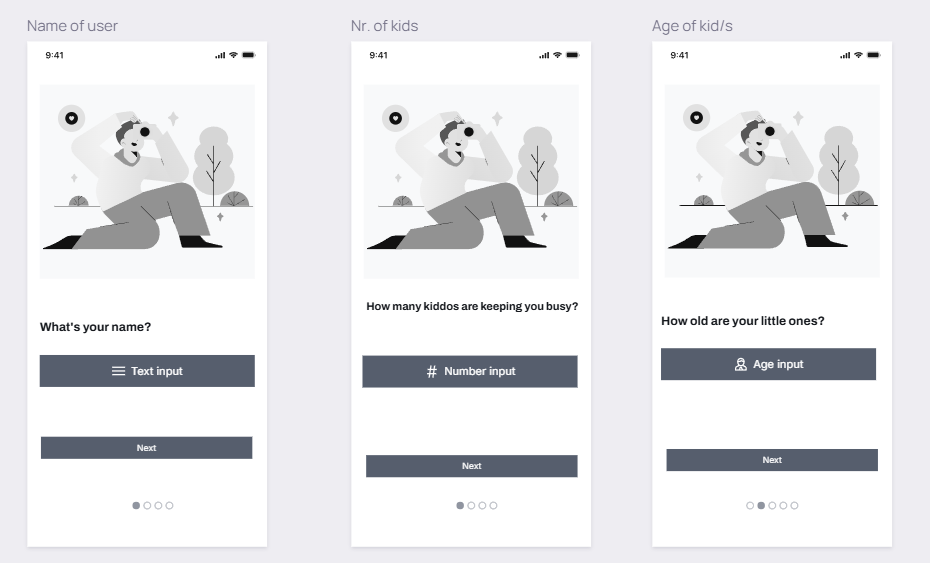 Name of user
9:41
What's your name?
Text input
Next
Nr. of kids
9:41
How many kiddos are keeping you busy?
# Number input
Next
Age of kid/s
9:41
How old are your little ones?
Age input
Next